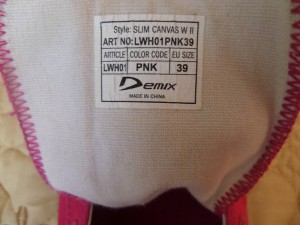 Style: SLIM CANVAS W II
ART NO:LWH01PNK39
ARTICLE COLOR CODE EU SIZE
LWH01 PNK 39
DEMIX
MADE IN CHINA